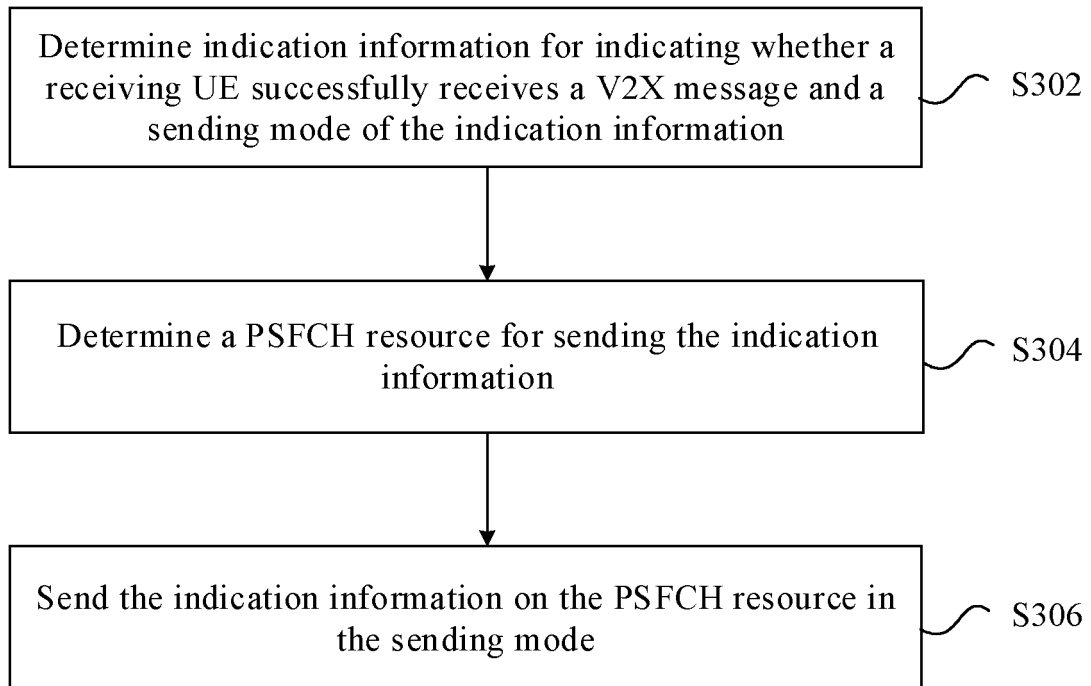 Determine indication information for indicating whether a
receiving UE successfully receives a V2X message and a
sending mode of the indication information
S302
Determine a PSFCH resource for sending the indication
information
S304
Send the indication information on the PSFCH resource in
the sending mode
S306